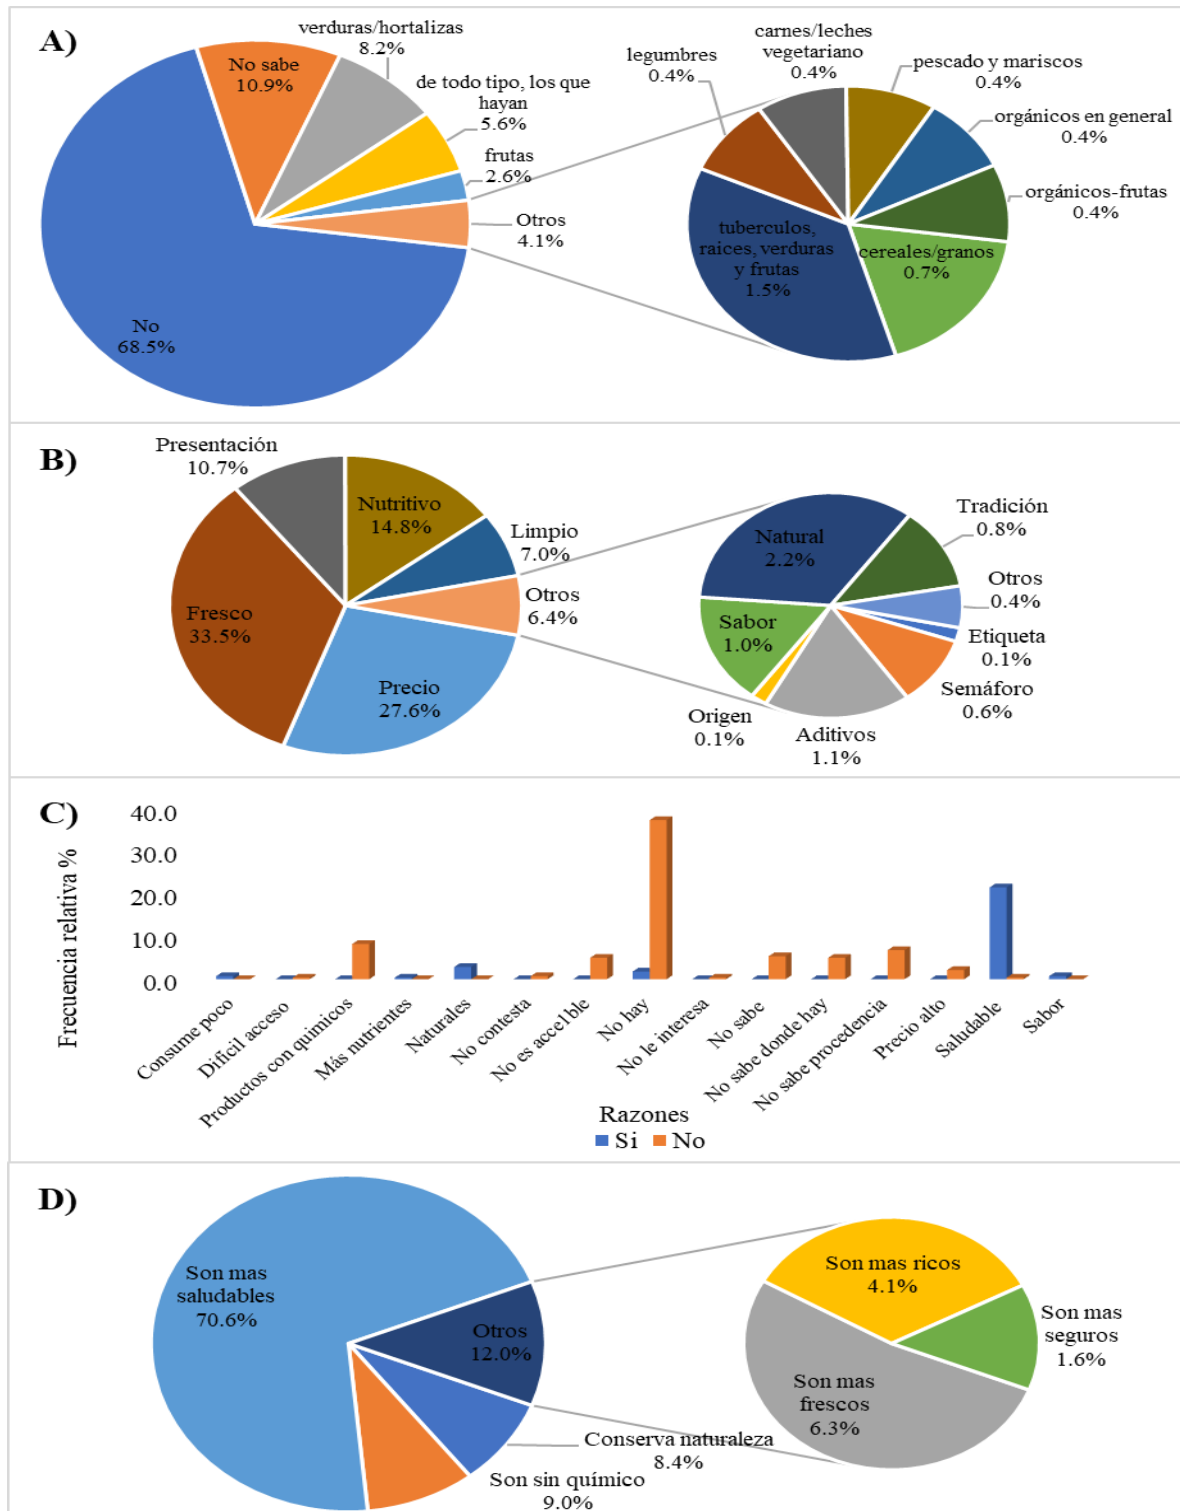 A)
No sabe
10.9%
verduras/hortalizas
8.2%
de todo tipo, los que
hayan
5.6%
frutas
2.6%
Otros
4.1%
No
68.5%
legumbres
0.4%
carnes/leches
vegetariano
0.4%
pescado y mariscos
0.4%
orgánicos en general
0.4%
orgánicos-frutas
0.4%
cereales/granos
0.7%
tuberculos,
raices, verduras
y frutas
1.5%
B)
Presentación
10.7%
Nutritivo
14.8%
Limpio
7.0%
Otros
6.4%
Precio
27.6%
Fresco
33.5%
Natural
2.2%
Tradición
0.8%
Otros
0.4%
Etiqueta
0.1%
Semáforo
0.6%
Aditivos
1.1%
Origen
0.1%
Sabor
1.0%
C)
Frecuencia relativa %
40.0
30.0
20.0
10.0
0.0
Consume poco
Dificil acceso
Productos con quimicos
Más nutrientes
Naturales
No contesta
No es acce1ble
No hay
No le interesa
No sabe
No sabe donde hay
No sabe procedencia
Precio alto
Saludable
Sabor
Razones
Si
No
D)
Son mas
saludables
70.6%
Otros
12.0%
Conserva naturaleza
8.4%
Son sin químico
9.0%
Son mas ricos
4.1%
Son mas
seguros
1.6%
Son mas
frescos
6.3%